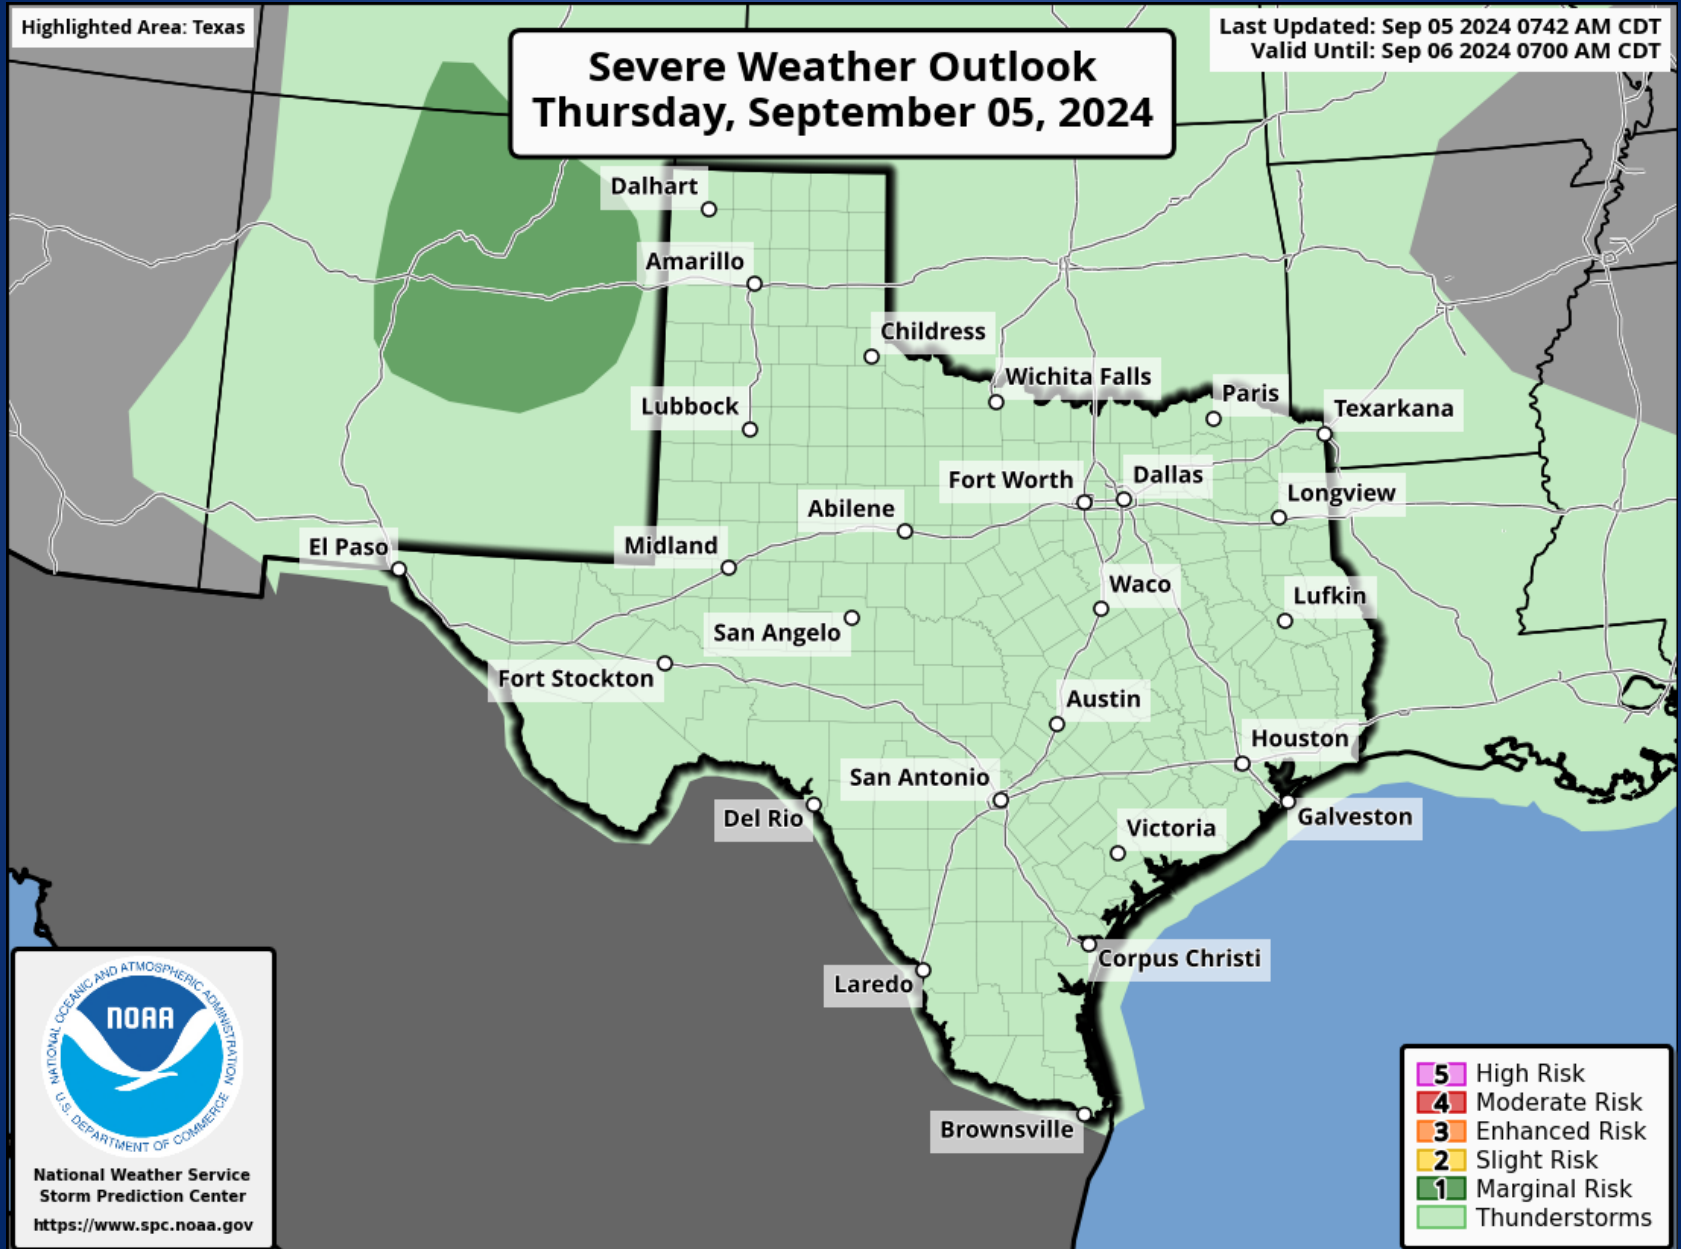 Highlighted Area: Texas
Severe Weather Outlook
Thursday, September 05, 2024
Last Updated: Sep 05 2024 0742 AM CDT
Valid Until: Sep 06 2024 0700 AM CDT
Dalhart
Amarillo
Childress
Wichita Falls
Paris
Texarkana
Lubbock
Fort Worth
Dallas
Longview
Abilene
El Paso
Midland
Waco
Lufkin
San Angelo
Fort Stockton
Austin
Houston
San Antonio
Del Rio
Galveston
Victoria
Corpus Christi
Laredo
Brownsville
NATIONAL OCEANIC AND ATMOSPHERIC ADMINISTRATION
NOAA
U.S. DEPARTMENT OF COMMERCE
National Weather Service
Storm Prediction Center
https://www.spc.noaa.gov
5 High Risk
4 Moderate Risk
3 Enhanced Risk
2 Slight Risk
1 Marginal Risk
Thunderstorms